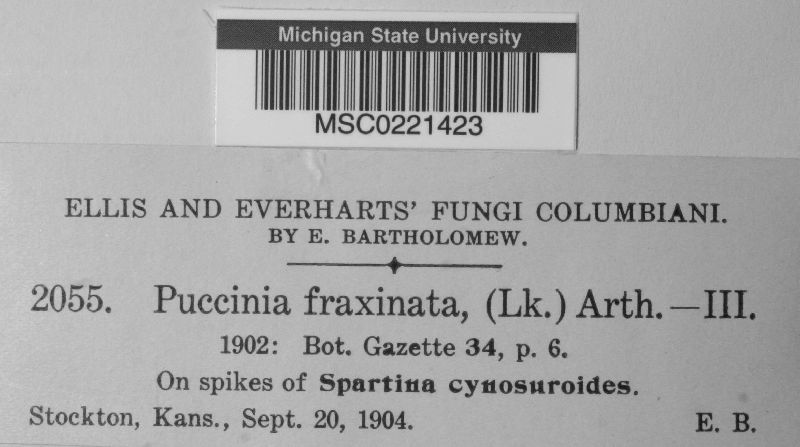 Michigan State University
MSC0221423
ELLIS AND EVERHARTS' FUNGI COLUMBIANI.
BY E. BARTHOLOMEW.
2055. Puccinia fraxinata, (Lk.) Arth.—III.
1902: Bot. Gazette 34, p. 6.
On spikes of Spartina cynosuroides.
Stockton, Kans., Sept. 20, 1904. E. B.